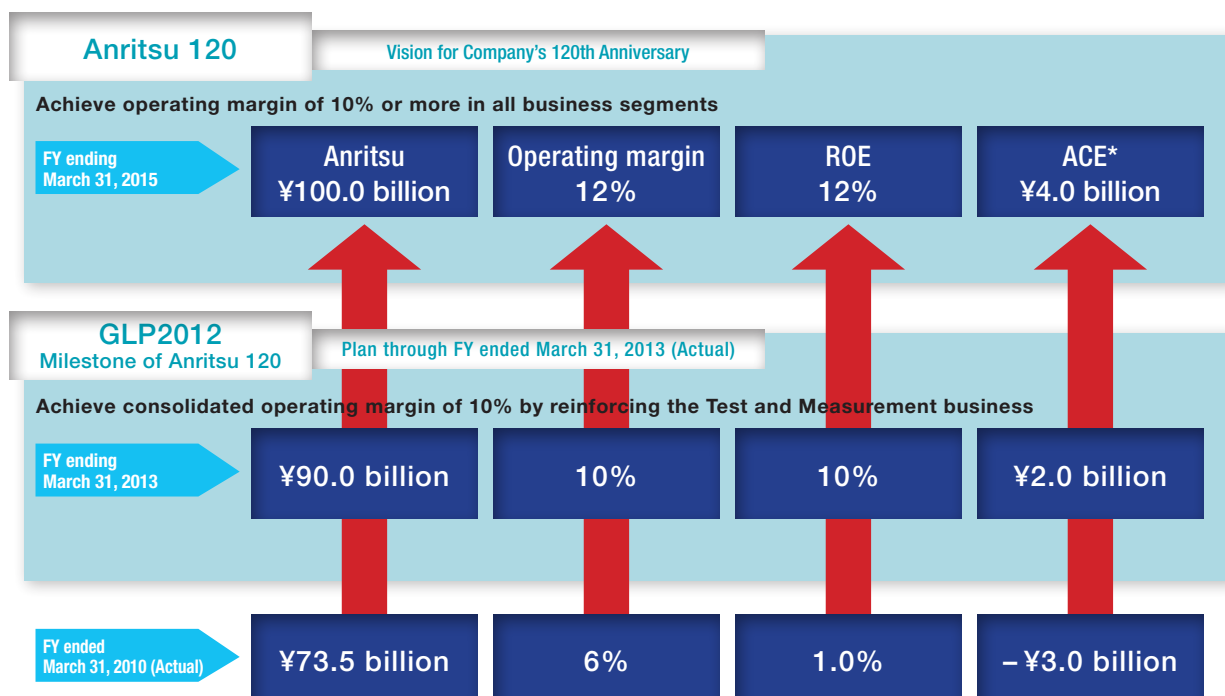 Anritsu 120
Vision for Company's 120th Anniversary
Achieve operating margin of 10% or more in all business segments
FY ending
March 31, 2015
Anritsu
¥100.0 billion
Operating margin
12%
ROE
12%
ACE*
¥4.0 billion
GLP2012
Milestone of Anritsu 120
Plan through FY ended March 31, 2013 (Actual)
Achieve consolidated operating margin of 10% by reinforcing the Test and Measurement business
FY ending
March 31, 2013
¥90.0 billion
10%
10%
¥2.0 billion
FY ended
March 31, 2010 (Actual)
¥73.5 billion
6%
1.0%
– ¥3.0 billion